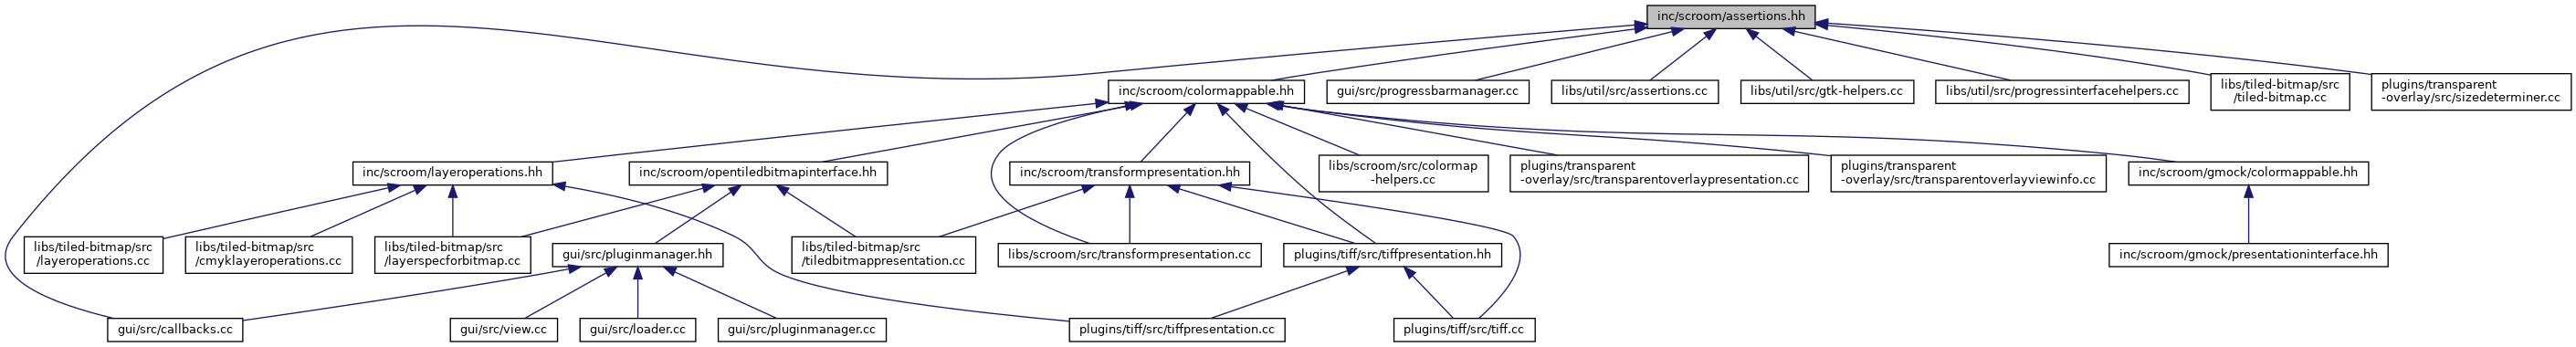 inc/scroom/assertions.hh
inc/scroom/colormappable.hh
gui/src/progressbarmanager.cc
libs/util/src/assertions.cc
libs/util/src/gtk-helpers.cc
libs/util/src/progressinterfacehelpers.cc
libs/tiled-bitmap/src
/tiled-bitmap.cc
plugins/transparent
-overlay/src/sizedeterminer.cc
inc/scroom/layeroperations.hh
inc/scroom/opentiledbitmapinterface.hh
inc/scroom/transformpresentation.hh
libs/scroom/src/colormap
-helpers.cc
plugins/transparent
-overlay/src/transparentoverlaypresentation.cc
plugins/transparent
-overlay/src/transparentoverlayviewinfo.cc
inc/scroom/gmock/colormappable.hh
libs/tiled-bitmap/src
/layeroperations.cc
libs/tiled-bitmap/src
/cmyklayeroperations.cc
libs/tiled-bitmap/src
/layerspecforbitmap.cc
gui/src/pluginmanager.hh
libs/tiled-bitmap/src
/tiledbitmappresentation.cc
libs/scroom/src/transformpresentation.cc
plugins/tiff/src/tiffpresentation.hh
inc/scroom/gmock/presentationinterface.hh
gui/src/callbacks.cc
gui/src/view.cc
gui/src/loader.cc
gui/src/pluginmanager.cc
plugins/tiff/src/tiffpresentation.cc
plugins/tiff/src/tiff.cc